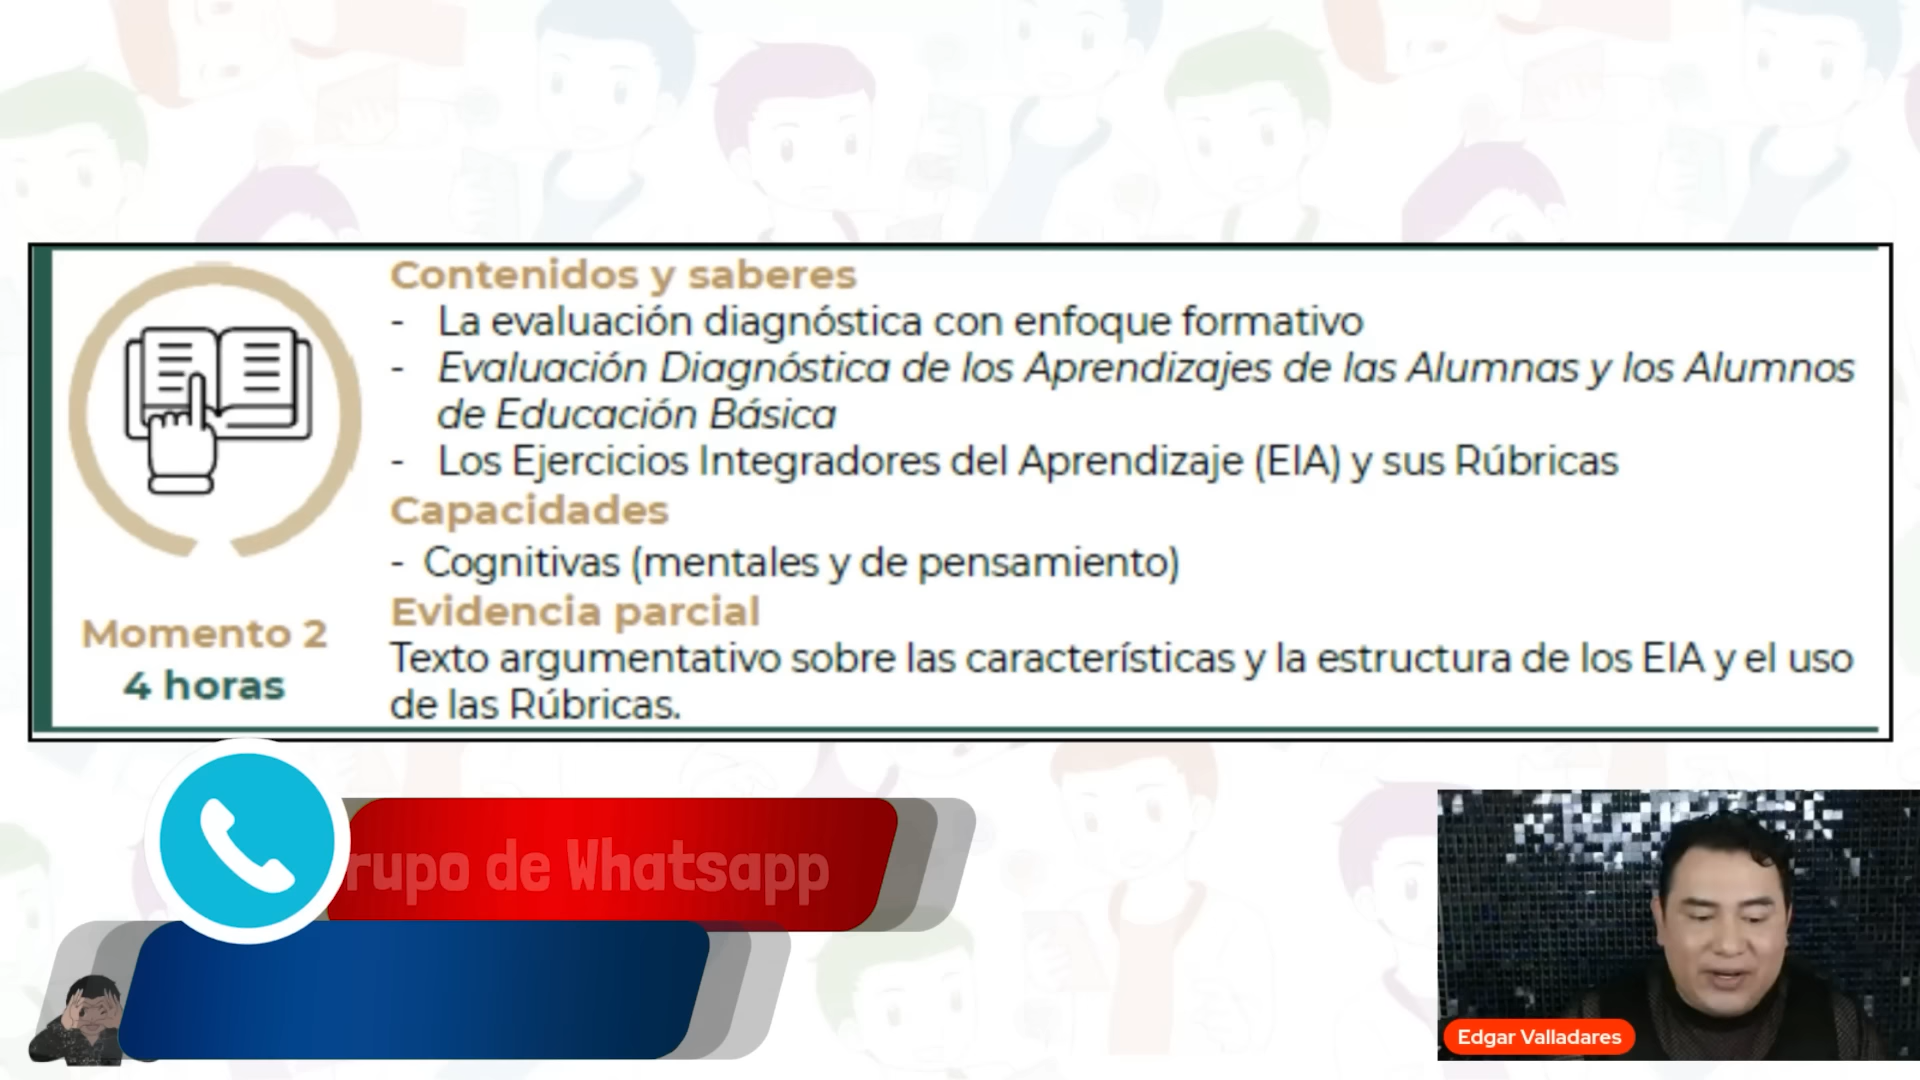 Contenidos y saberes
- La evaluación diagnóstica con enfoque formativo
- Evaluación Diagnóstica de los Aprendizajes de las Alumnas y los Alumnos
de Educación Básica
- Los Ejercicios Integradores del Aprendizaje (EIA) y sus Rúbricas
Capacidades
- Cognitivas (mentales y de pensamiento)
Evidencia parcial
Texto argumentativo sobre las características y la estructura de los EIA y el uso
de las Rúbricas.
Momento 2
4 horas
rupo de Whatsapp
Edgar Valladares